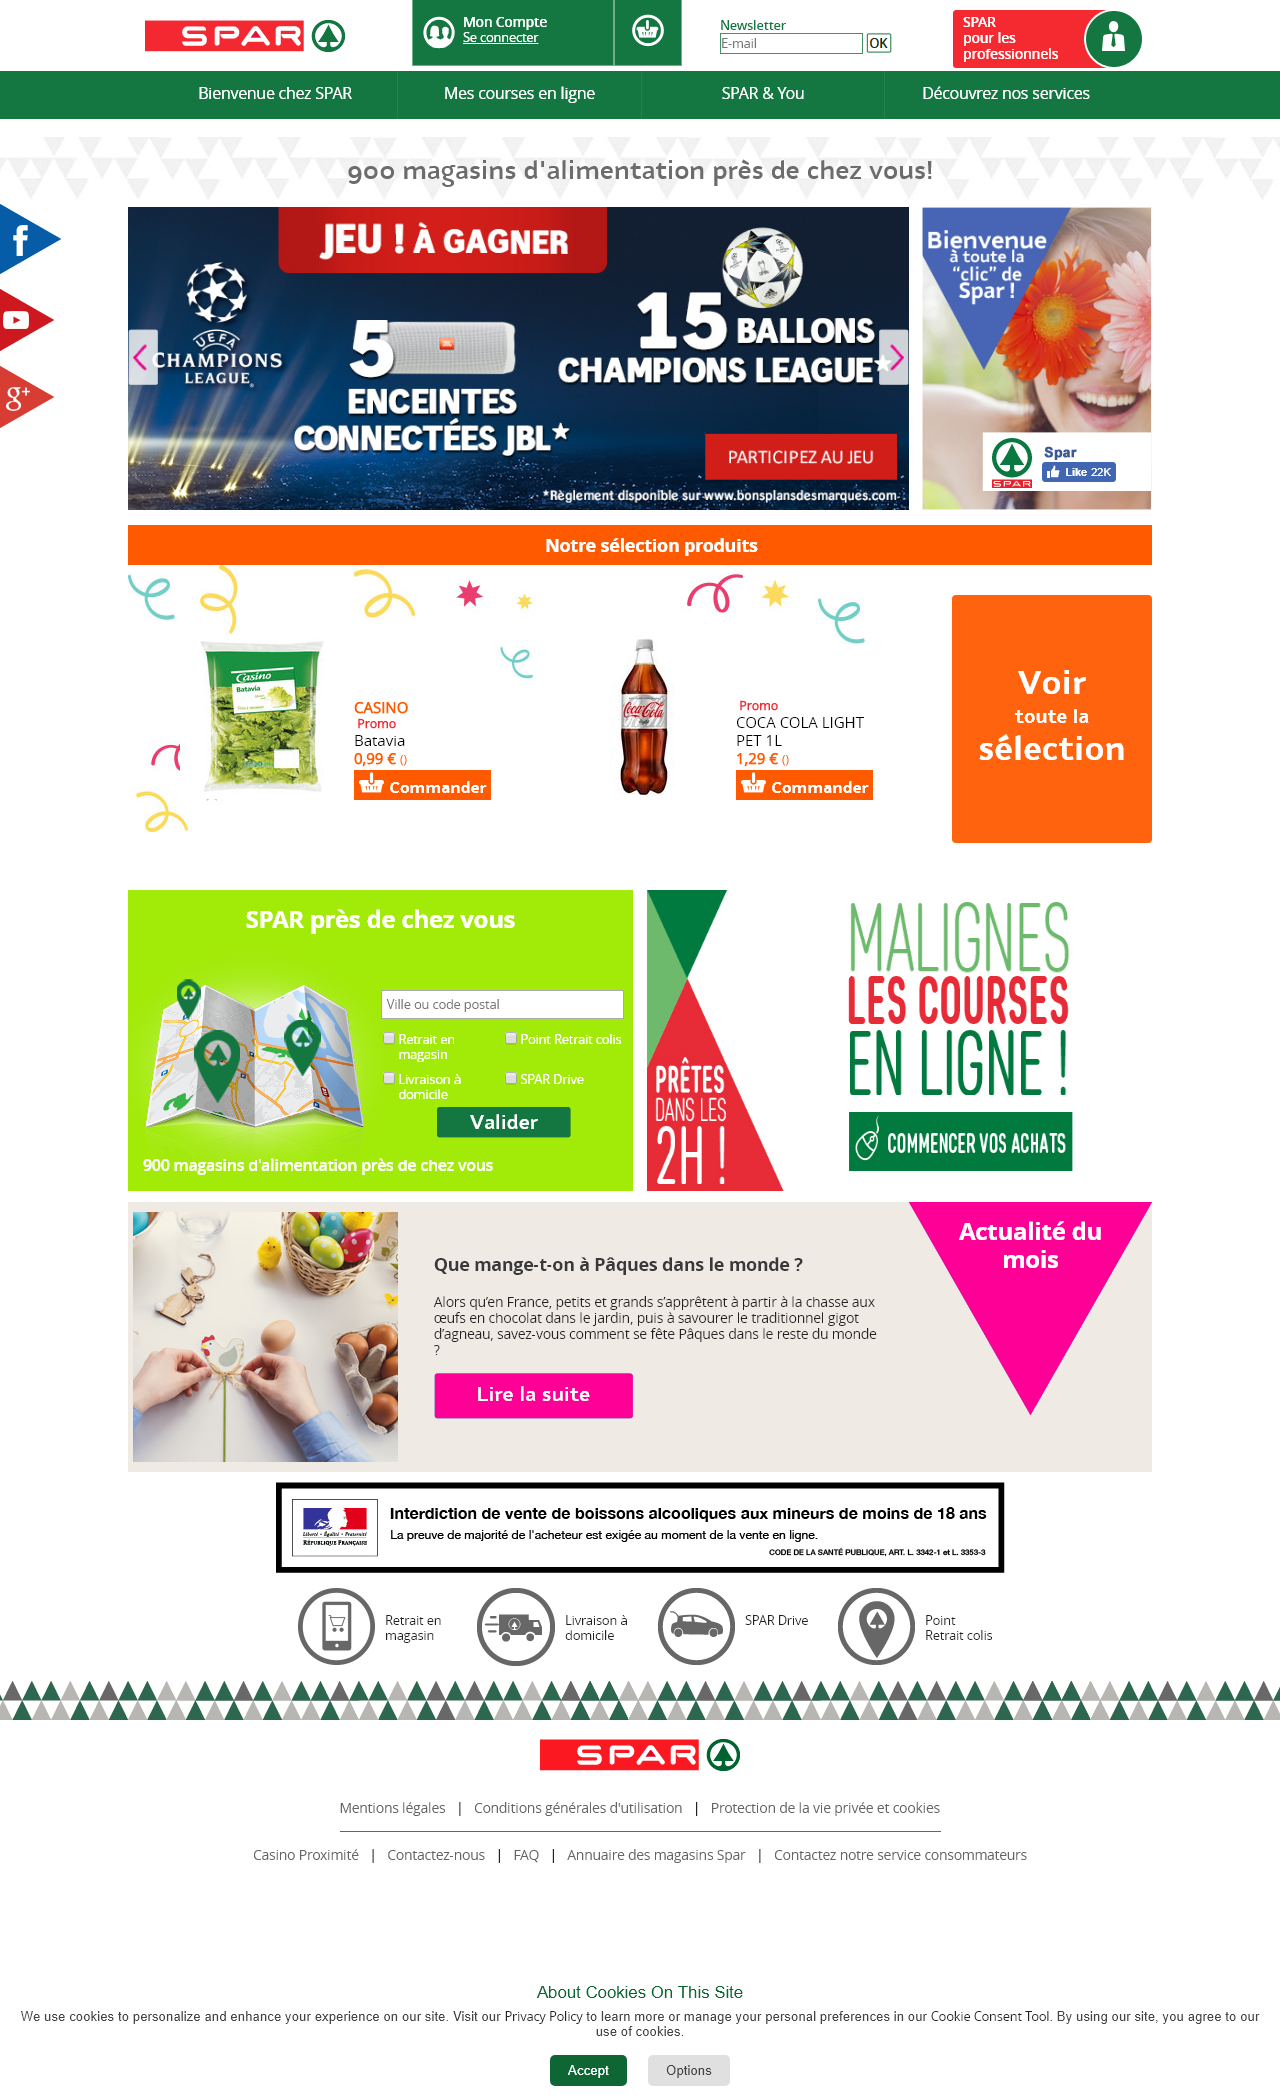 SPAR
Mon Compte
Se connecter
Newsletter
E-mail
OK
SPAR
pour les
professionnels
Bienvenue chez SPAR
Mes courses en ligne
SPAR & You
Découvrez nos services
900 magasins d'alimentation près de chez vous!
JEU ! À GAGNER
UEFA
CHAMPIONS
LEAGUE
5
ENCEINTES
CONNECTÉES JBL*
15 BALLONS
CHAMPIONS LEAGUE*
PARTICIPEZ AU JEU
*Règlement disponible sur www.bonsplansdesmarques.com
Bienvenue
à toute la
“clic” de
Spar !
SPAR
Spar
Like 22K
Notre sélection produits
Casino
Batavia
CASINO
Promo
Batavia
0,99 € ()
Commander
Coca-Cola
Promo
COCA COLA LIGHT
PET 1L
1,29 € ()
Commander
Voir
toute la
sélection
SPAR près de chez vous
Ville ou code postal
Retrait en
magasin
Point Retrait colis
Livraison à
domicile
SPAR Drive
Valider
900 magasins d'alimentation près de chez vous
PRÊTES
DANS LES
2H !
MALIGNES
LES COURSES
EN LIGNE !
COMMENCER VOS ACHATS
Que mange-t-on à Pâques dans le monde ?
Alors qu’en France, petits et grands s’apprêtent à partir à la chasse aux
œufs en chocolat dans le jardin, puis à savourer le traditionnel gigot
d’agneau, savez-vous comment se fête Pâques dans le reste du monde
?
Lire la suite
Actualité du
mois
Liberté • Égalité • Fraternité
RÉPUBLIQUE FRANÇAISE
Interdiction de vente de boissons alcooliques aux mineurs de moins de 18 ans
La preuve de majorité de l'acheteur est exigée au moment de la vente en ligne.
CODE DE LA SANTÉ PUBLIQUE, ART. L. 3342-1 et L. 3353-3
Retrait en
magasin
Livraison à
domicile
SPAR Drive
Point
Retrait colis
SPAR
Mentions légales | Conditions générales d'utilisation | Protection de la vie privée et cookies
Casino Proximité | Contactez-nous | FAQ | Annuaire des magasins Spar | Contactez notre service consommateurs
About Cookies On This Site
We use cookies to personalize and enhance your experience on our site. Visit our Privacy Policy to learn more or manage your personal preferences in our Cookie Consent Tool. By using our site, you agree to our
use of cookies.
Accept
Options